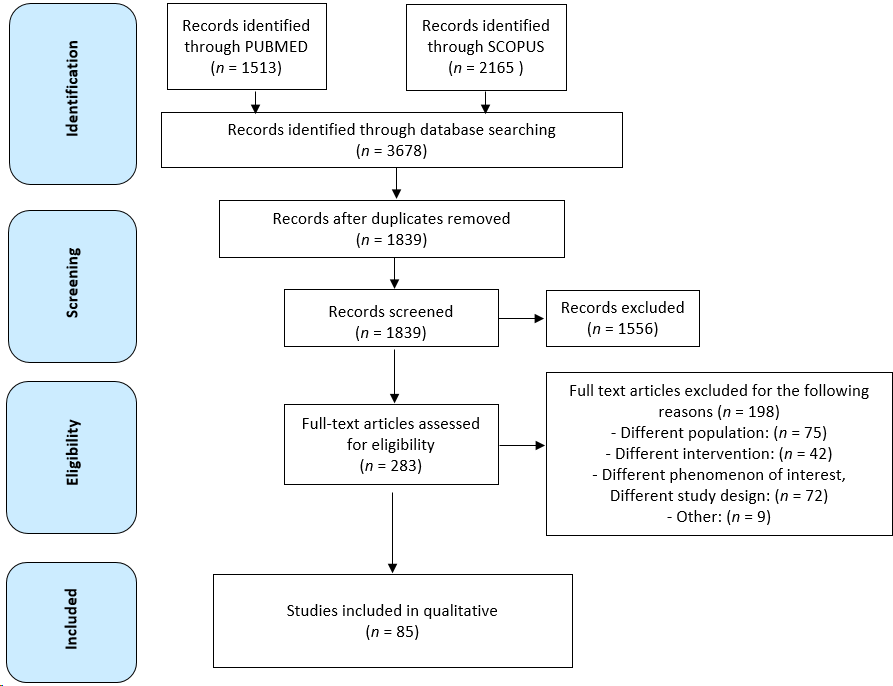 Identification
Records identified
through PUBMED
(n = 1513)
Records identified
through SCOPUS
(n = 2165 )
Records identified through database searching
(n = 3678)
Screening
Records after duplicates removed
(n = 1839)
Records screened
(n = 1839)
Records excluded
(n = 1556)
Eligibility
Full-text articles assessed
for eligibility
(n = 283)
Full text articles excluded for the following
reasons (n = 198)
- Different population: (n = 75)
- Different intervention: (n = 42)
- Different phenomenon of interest,
Different study design: (n = 72)
- Other: (n = 9)
Included
Studies included in qualitative
(n = 85)